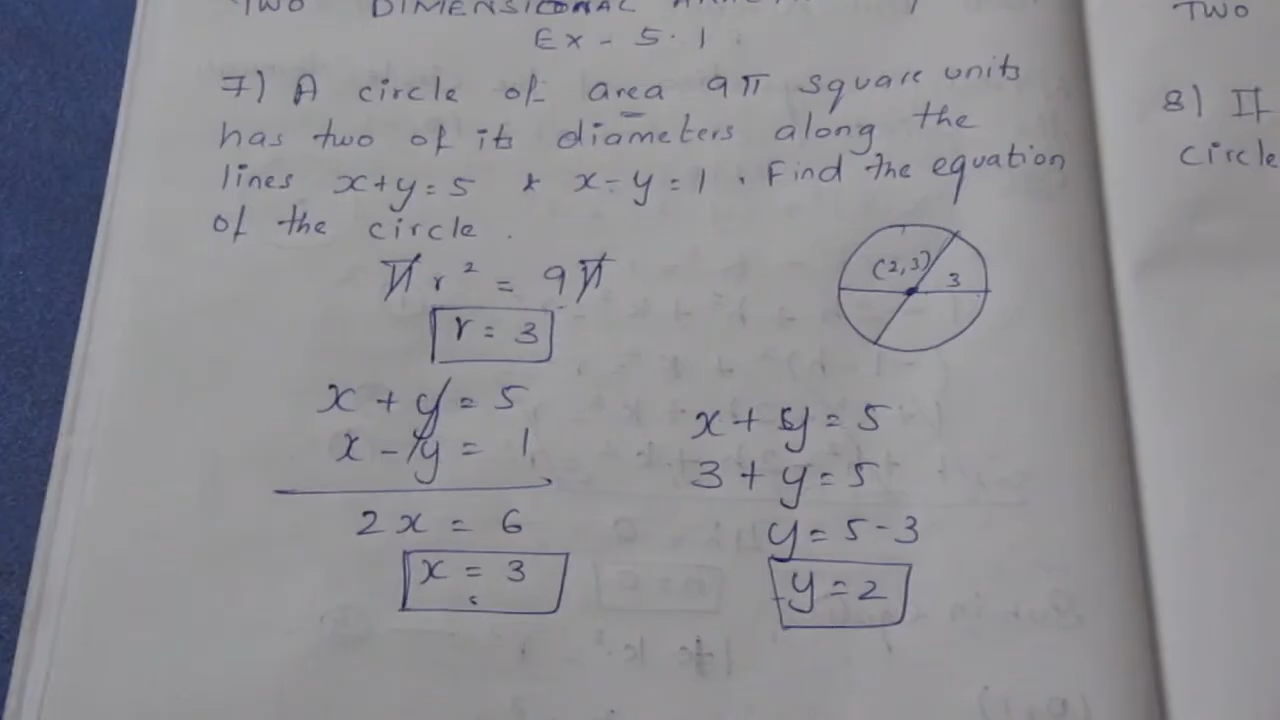 TWO DIMENSIONAL
Ex - 5.1
7) A circle of area 9π square units
has two of its diameters along the
lines x+y=5 & x-y=1. Find the equation
of the circle.
πr² = 9π
r = 3
(2,3)
3
x + y = 5
x - y = 1
2x = 6
x = 3
x + y = 5
3 + y = 5
y = 5-3
y = 2
TWO
8) If
circle